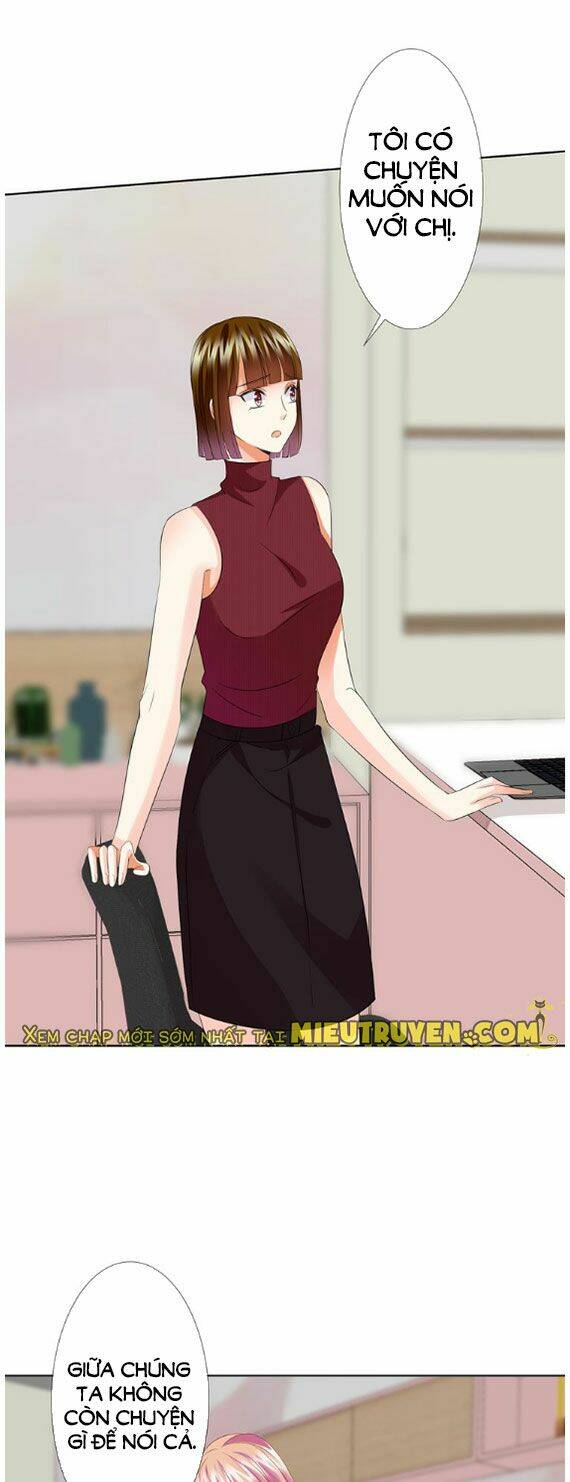 TÔI CÓ
CHUYỆN
MUỐN NÓI
VỚI CHỊ.
XEM CHAP MỚI SỚM NHẤT TẠI MIEUTRUYEN.COM
GIỮA CHÚNG
TA KHÔNG
CÒN CHUYỆN
GÌ ĐỂ NÓI CẢ.